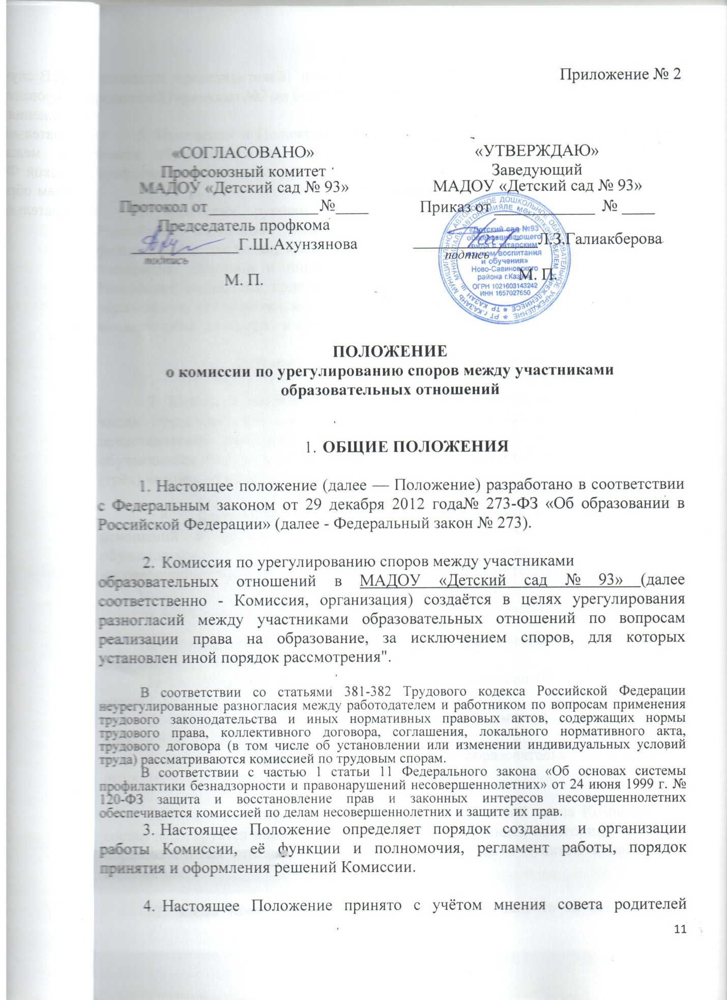 Приложение № 2
«СОГЛАСОВАНО»
Профсоюзный комитет
МАДОУ «Детский сад № 93»
Протокол от______________№____
Председатель профкома
_____________Г.Ш.Ахунзянова
подпись
М. П.
«УТВЕРЖДАЮ»
Заведующий
МАДОУ «Детский сад № 93»
Приказ от ____________ № ____
_______________Л.З.Галиакберова
подпись
М. П.
«Детский сад №93
общеразвивающего
вида с татарским
языком воспитания
и обучения»
Ново-Савиновского
района г.Казани
ОГРН 1021603143242
ИНН 1657027650
ПОЛОЖЕНИЕ
о комиссии по урегулированию споров между участниками
образовательных отношений
1. ОБЩИЕ ПОЛОЖЕНИЯ
1. Настоящее положение (далее — Положение) разработано в соответствии
с Федеральным законом от 29 декабря 2012 года№ 273-ФЗ «Об образовании в
Российской Федерации» (далее - Федеральный закон № 273).
2. Комиссия по урегулированию споров между участниками
образовательных отношений в МАДОУ «Детский сад № 93» (далее
соответственно - Комиссия, организация) создаётся в целях урегулирования
разногласий между участниками образовательных отношений по вопросам
реализации права на образование, за исключением споров, для которых
установлен иной порядок рассмотрения".
В соответствии со статьями 381-382 Трудового кодекса Российской Федерации
неурегулированные разногласия между работодателем и работником по вопросам применения
трудового законодательства и иных нормативных правовых актов, содержащих нормы
трудового права, коллективного договора, соглашения, локального нормативного акта,
трудового договора (в том числе об установлении или изменении индивидуальных условий
труда) рассматриваются комиссией по трудовым спорам.
В соответствии с частью 1 статьи 11 Федерального закона «Об основах системы
профилактики безнадзорности и правонарушений несовершеннолетних» от 24 июня 1999 г. №
120-ФЗ защита и восстановление прав и законных интересов несовершеннолетних
обеспечивается комиссией по делам несовершеннолетних и защите их прав.
3. Настоящее Положение определяет порядок создания и организации
работы Комиссии, её функции и полномочия, регламент работы, порядок
принятия и оформления решений Комиссии.
4. Настоящее Положение принято с учётом мнения совета родителей
11